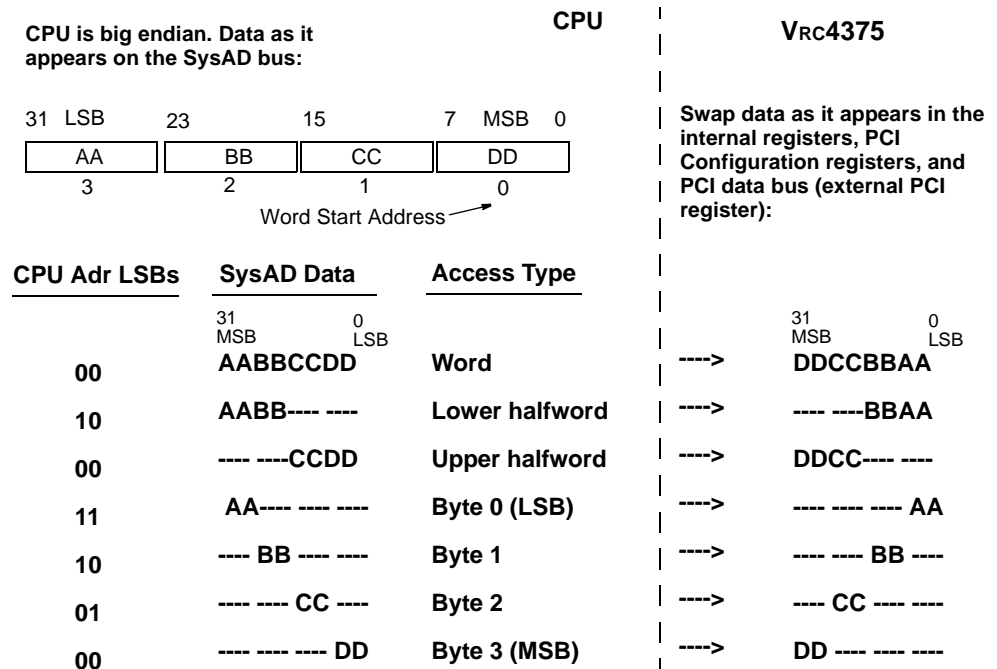 CPU
VRC4375
CPU is big endian. Data as it
appears on the SysAD bus:
31 LSB 23 15 7 MSB 0
AA BB CC DD
3 2 1 0
Word Start Address
Swap data as it appears in the
internal registers, PCI
Configuration registers, and
PCI data bus (external PCI
register):
CPU Adr LSBs SysAD Data Access Type
31 0 31 0
MSB LSB MSB LSB
00 AABBCCDD Word ----> DDCCBBAA
10 AABB---- ---- Lower halfword ----> ---- ----BBAA
00 ---- ----CCDD Upper halfword ----> DDCC---- ----
11 AA---- ---- ---- Byte 0 (LSB) ----> ---- ---- ---- AA
10 ---- BB ---- ---- Byte 1 ----> ---- ---- BB ----
01 ---- ---- CC ---- Byte 2 ----> ---- CC ---- ----
00 ---- ---- ---- DD Byte 3 (MSB) ----> DD ---- ---- ----